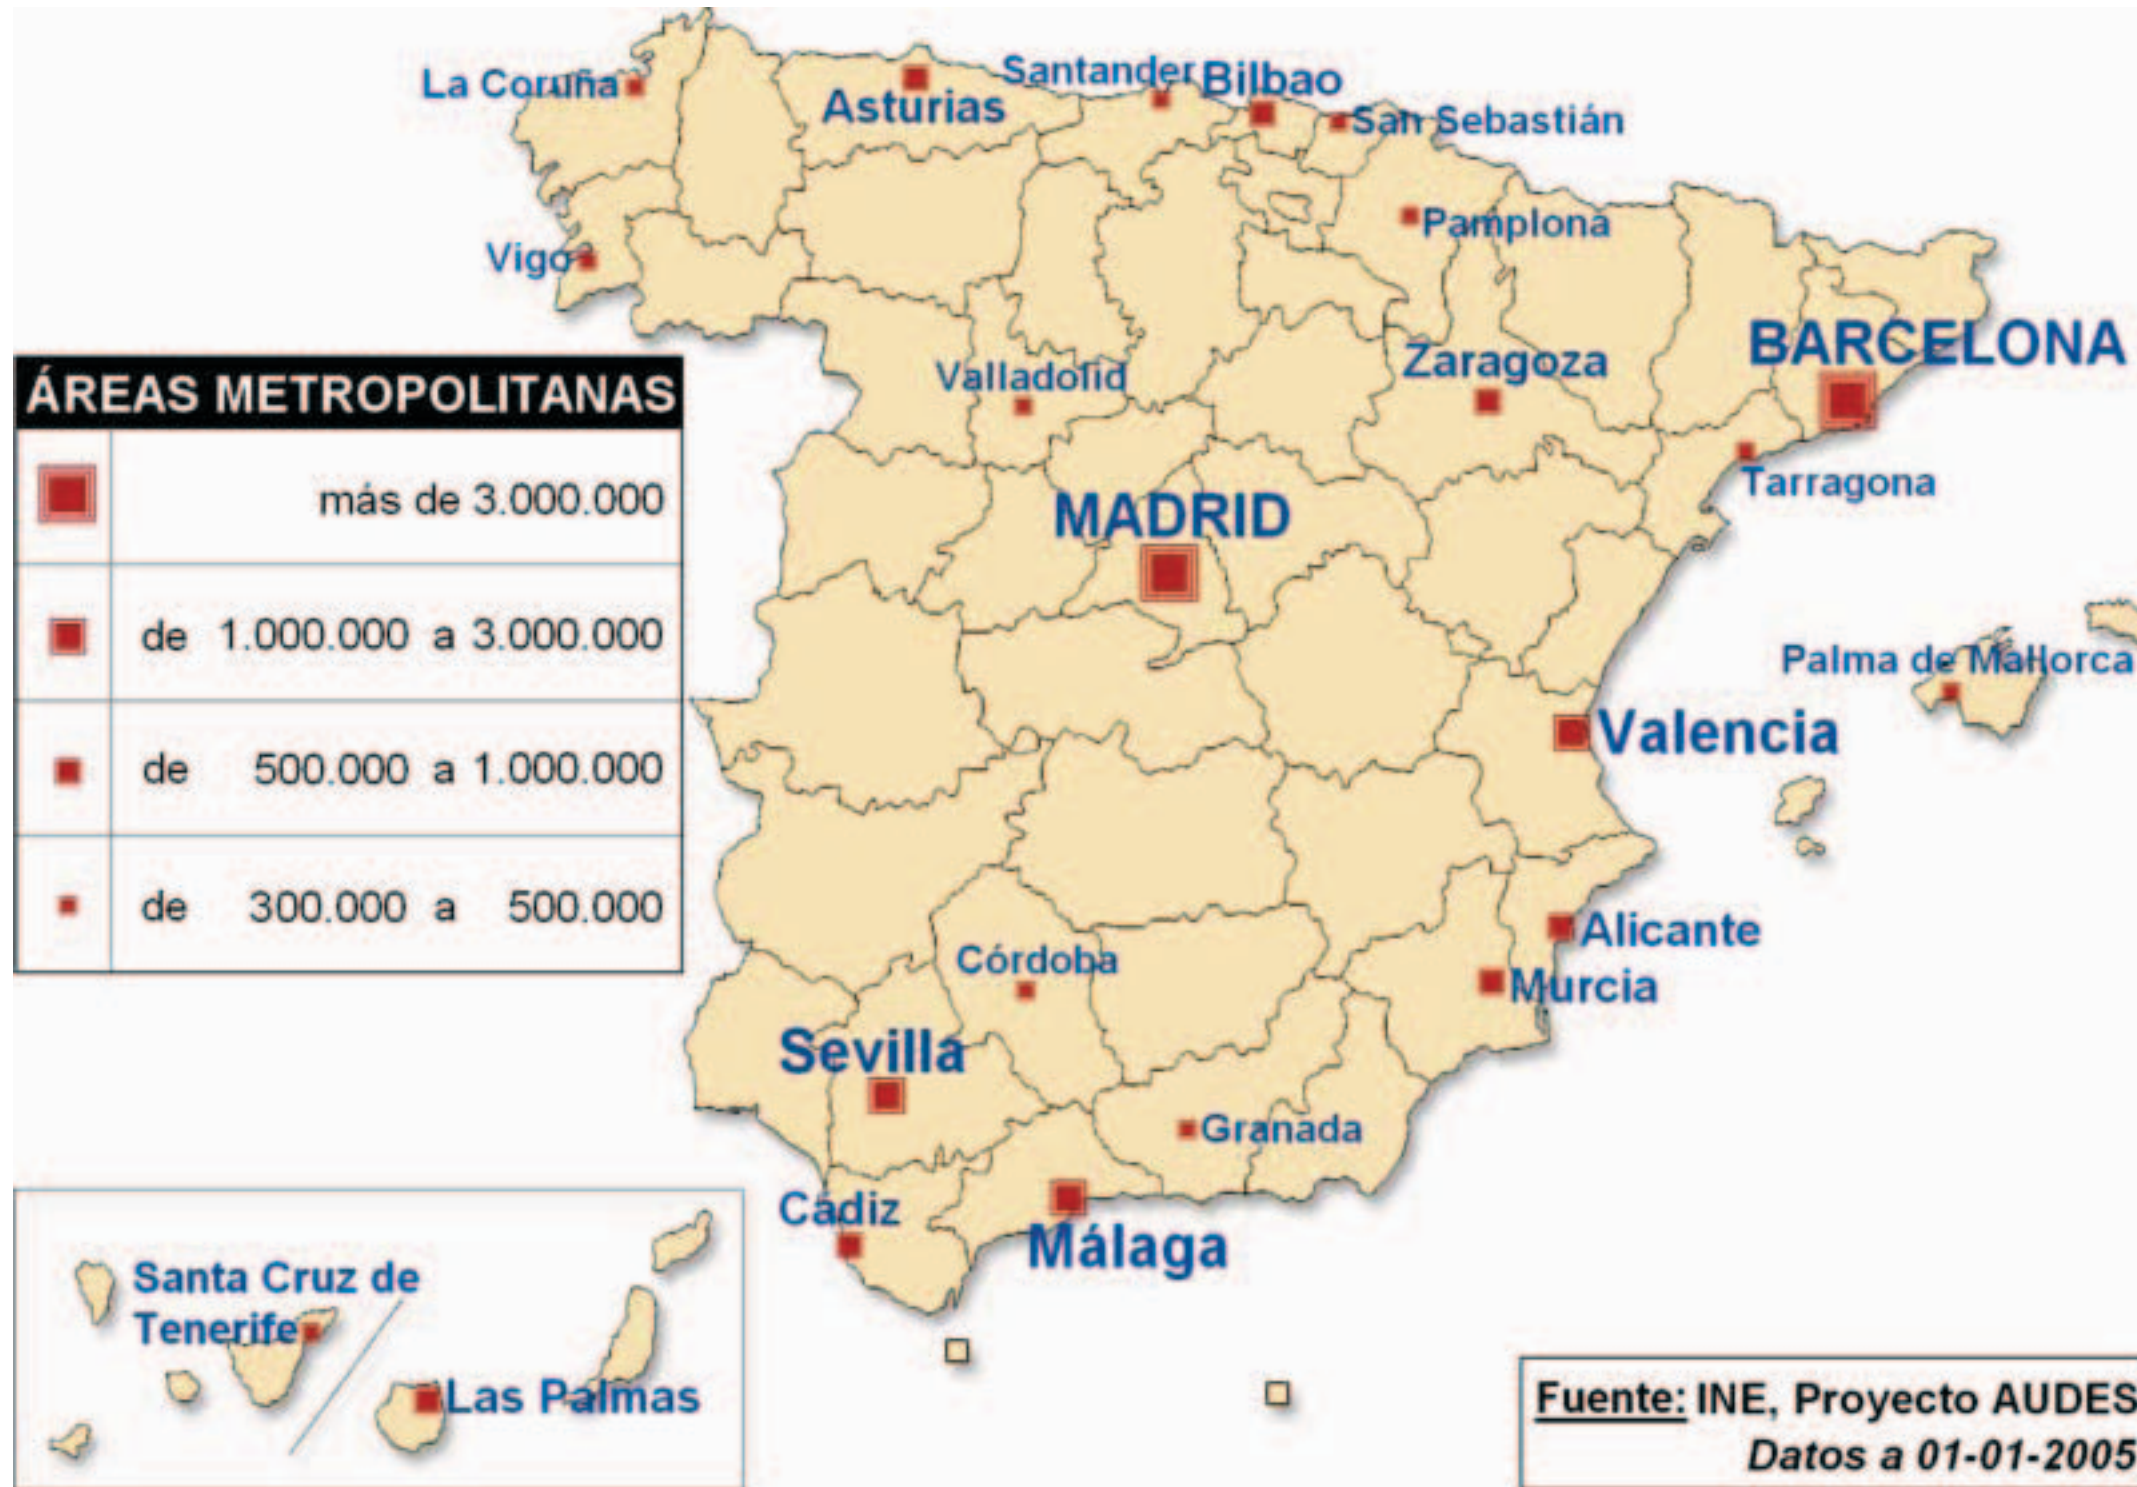 La Coruña
Asturias
Santander
Bilbao
San Sebastián
Pamplona
Vigo
BARCELONA
Zaragoza
Valladolid
Tarragona
MADRID
Palma de Mallorca
Valencia
Alicante
Murcia
Córdoba
Sevilla
Granada
Cádiz
Málaga
ÁREAS METROPOLITANAS
más de 3.000.000
de 1.000.000 a 3.000.000
de 500.000 a 1.000.000
de 300.000 a 500.000
Santa Cruz de
Tenerife
Las Palmas
Fuente: INE, Proyecto AUDES
Datos a 01-01-2005